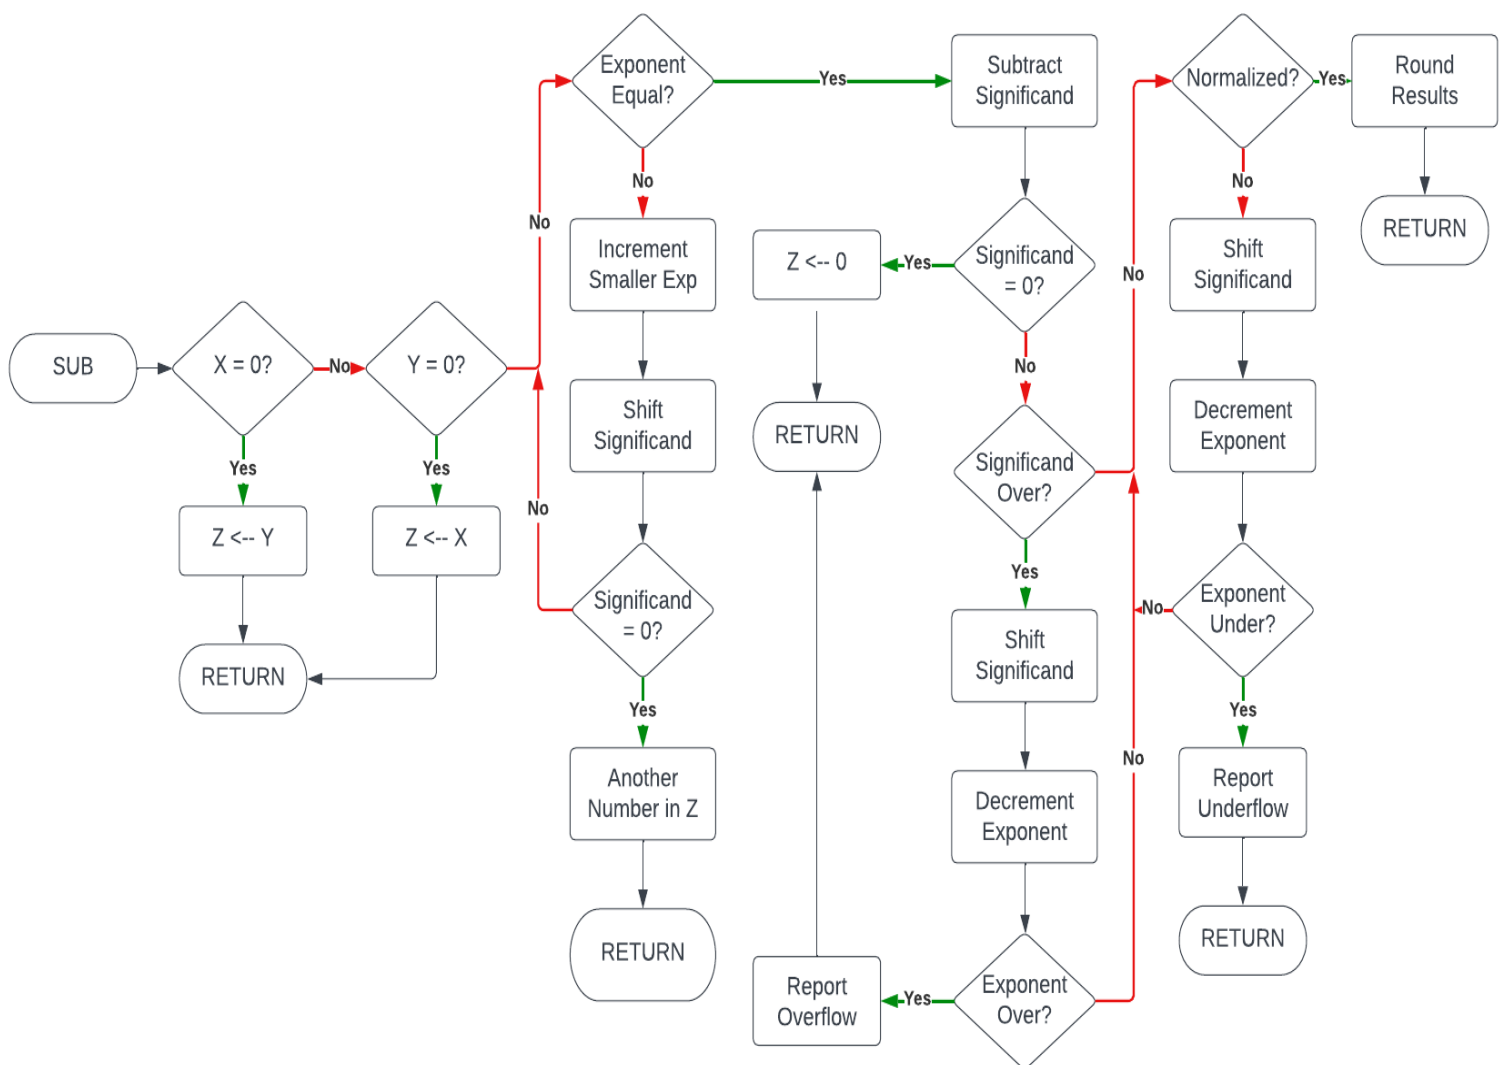 SUB
X = 0?
No
Yes
Z <-- Y
RETURN
Y = 0?
Yes
Z <-- X
No
Exponent
Equal?
Yes
No
Increment
Smaller Exp
Shift
Significand
Significand
= 0?
No
Yes
Another
Number in Z
RETURN
Subtract
Significand
Significand
= 0?
Yes
Z <-- 0
RETURN
No
Significand
Over?
No
Yes
Shift
Significand
Decrement
Exponent
Exponent
Over?
Yes
Report
Overflow
No
Normalized?
Yes
Round
Results
RETURN
No
Shift
Significand
Decrement
Exponent
Exponent
Under?
No
Yes
Report
Underflow
RETURN